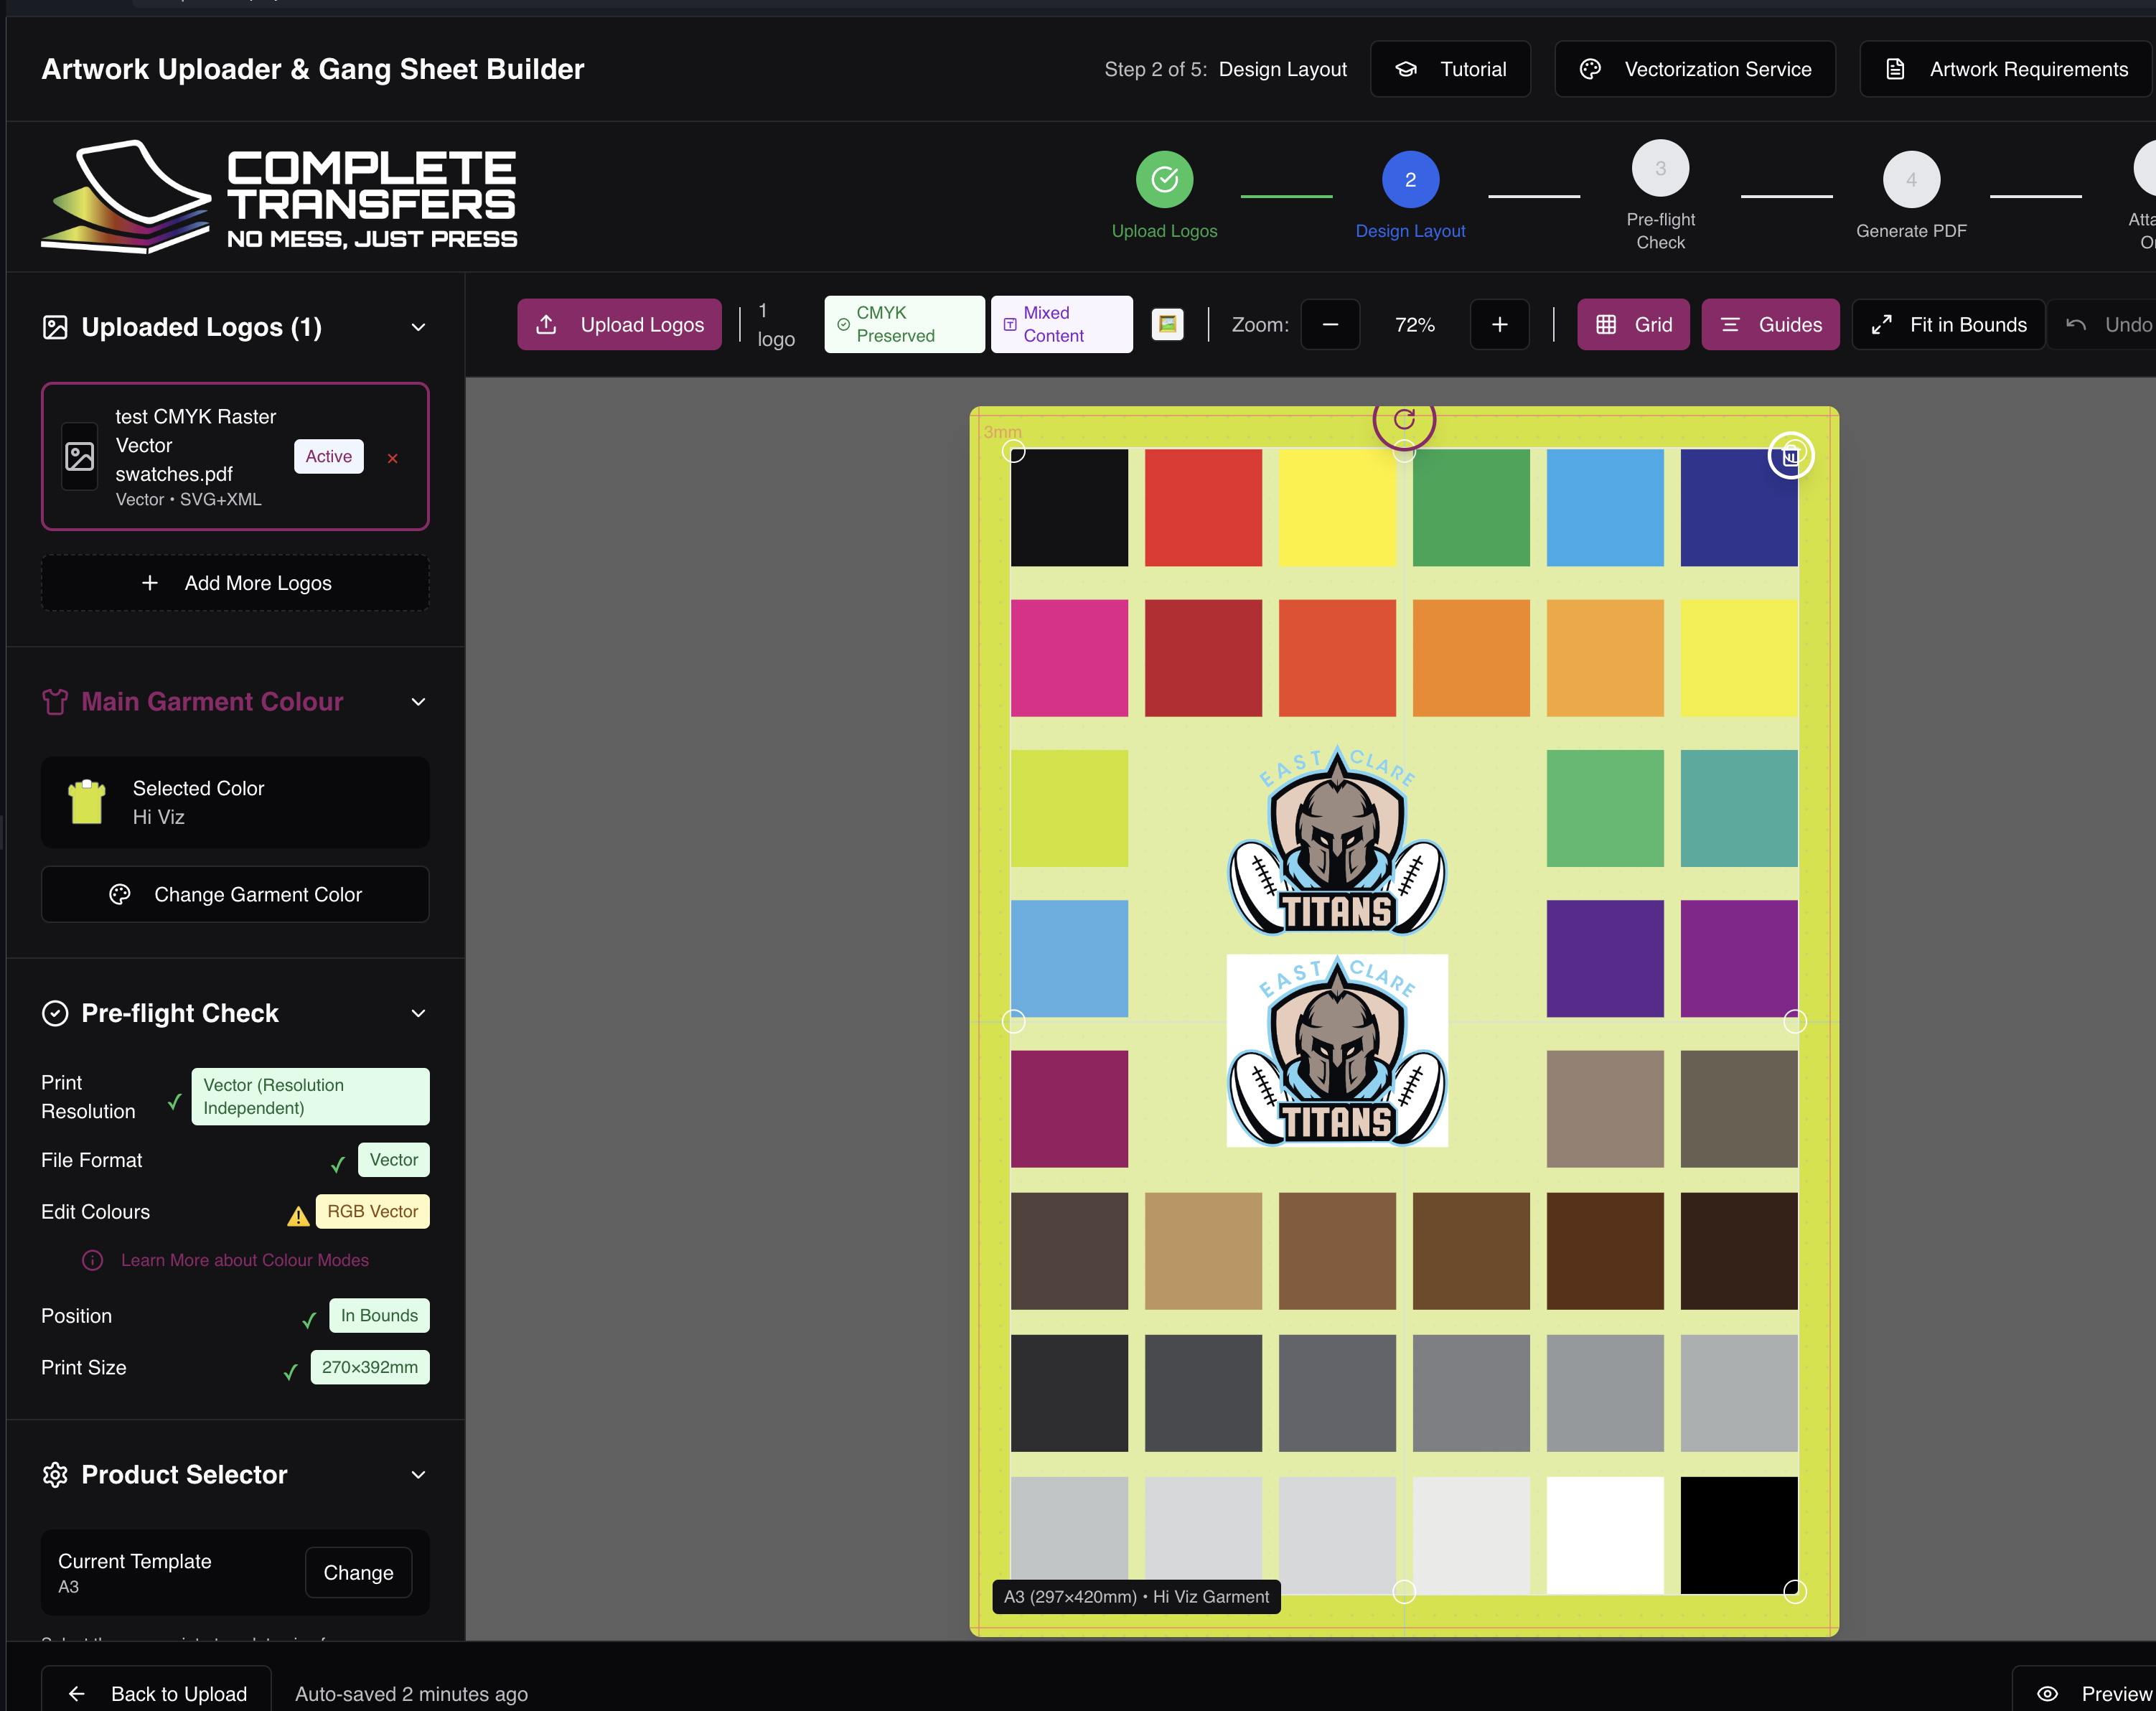 Artwork Uploader & Gang Sheet Builder
Step 2 of 5: Design Layout
Tutorial
Vectorization Service
Artwork Requirements
COMPLETE
TRANSFERS
NO MESS, JUST PRESS
Upload Logos
2
Design Layout
3
Pre-flight
Check
4
Generate PDF
Uploaded Logos (1)
test CMYK Raster
Vector
swatches.pdf
Vector • SVG+XML
Active
×
Add More Logos
Main Garment Colour
Selected Color
Hi Viz
Change Garment Color
Pre-flight Check
Print
Resolution
Vector (Resolution
Independent)
File Format
Vector
Edit Colours
RGB Vector
Learn More about Colour Modes
Position
In Bounds
Print Size
270×392mm
Product Selector
Current Template
A3
Change
Upload Logos
1
logo
CMYK
Preserved
Mixed
Content
Zoom:
72%
Grid
Guides
Fit in Bounds
Undo
3mm
EAST CLARE
TITANS
EAST CLARE
TITANS
A3 (297×420mm) • Hi Viz Garment
Back to Upload
Auto-saved 2 minutes ago
Preview